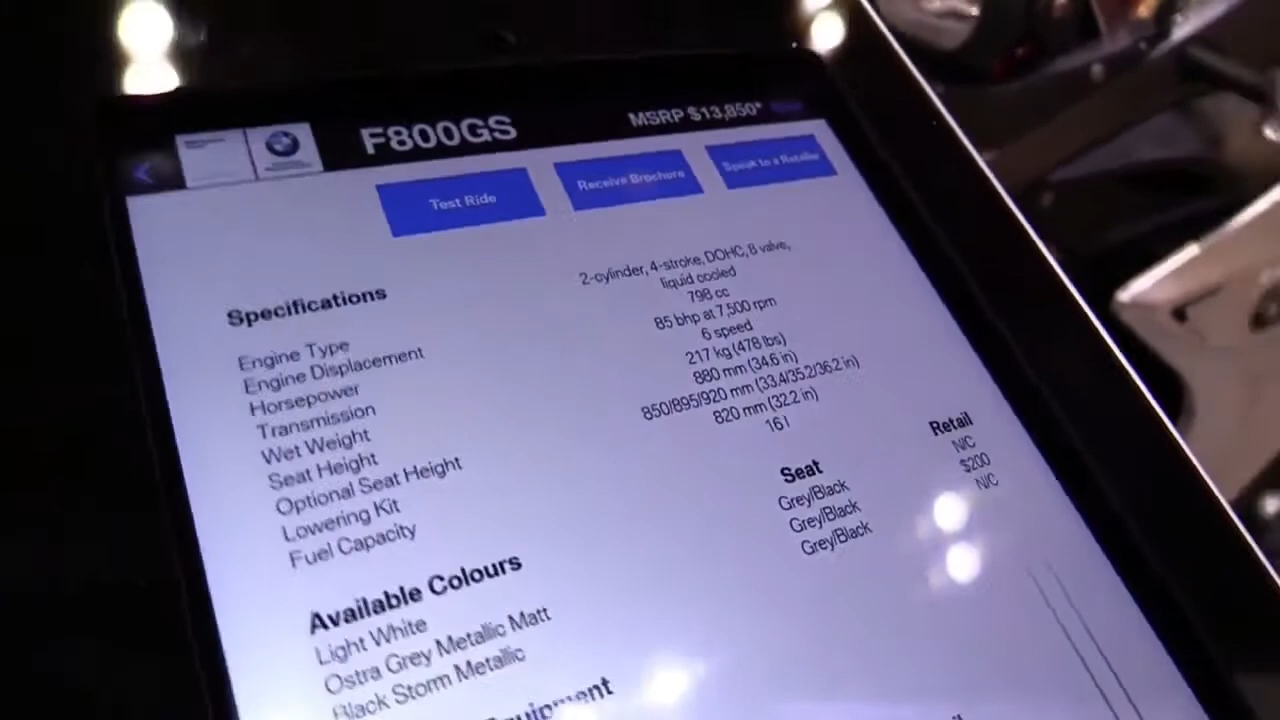 F800GS
MSRP $13,850*
Test Ride
Receive Brochure
Speak to a Retailer
Specifications
Engine Type 2-cylinder, 4-stroke, DOHC, 8 valve, liquid cooled
Engine Displacement 798 cc
Horsepower 85 bhp at 7,500 rpm
Transmission 6 speed
Wet Weight 217 kg (478 lbs)
Seat Height 880 mm (34.6 in)
Optional Seat Height 850/895/920 mm (33.4/35.2/36.2 in)
Lowering Kit 820 mm (32.2 in)
Fuel Capacity 16 l
Available Colours Seat Retail
Light White Grey/Black N/C
Ostra Grey Metallic Matt Grey/Black $200
Black Storm Metallic Grey/Black N/C